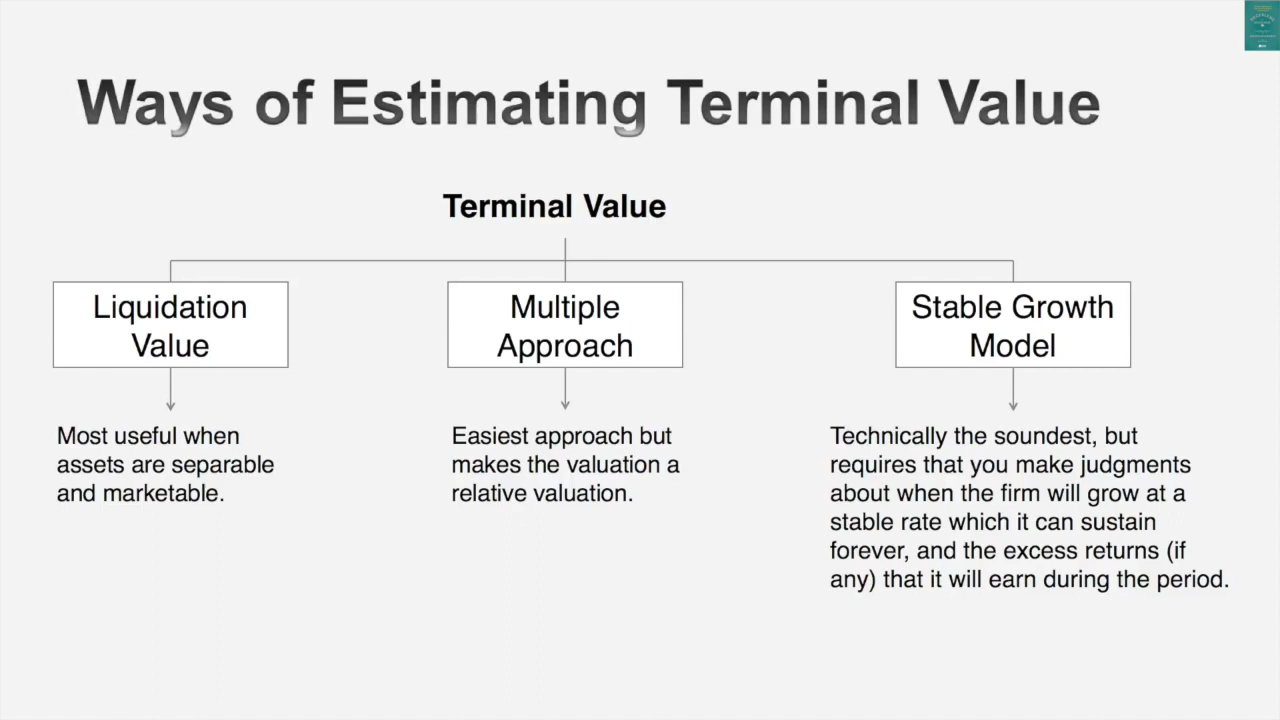 Ways of Estimating Terminal Value
Terminal Value
Liquidation
Value
Multiple
Approach
Stable Growth
Model
Most useful when
assets are separable
and marketable.
Easiest approach but
makes the valuation a
relative valuation.
Technically the soundest, but
requires that you make judgments
about when the firm will grow at a
stable rate which it can sustain
forever, and the excess returns (if
any) that it will earn during the period.